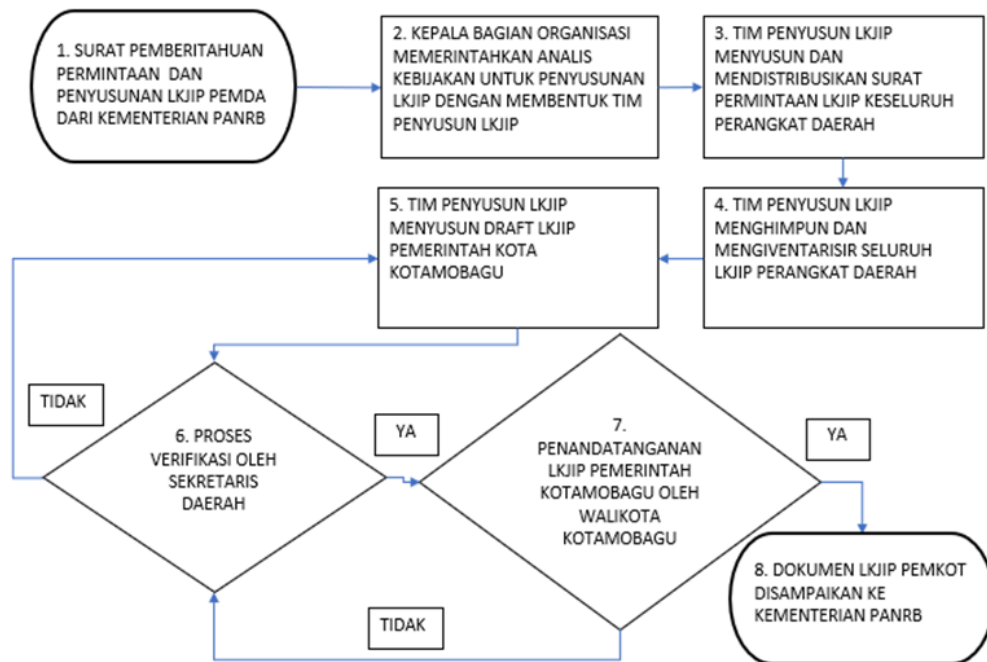 1. SURAT PEMBERITAHUAN
PERMINTAAN DAN
PENYUSUNAN LKJIP PEMDA
DARI KEMENTERIAN PANRB
2. KEPALA BAGIAN ORGANISASI
MEMERINTAHKAN ANALIS
KEBIJAKAN UNTUK PENYUSUNAN
LKJIP DENGAN MEMBENTUK TIM
PENYUSUN LKJIP
3. TIM PENYUSUN LKJIP
MENYUSUN DAN
MENDISTRIBUSIKAN SURAT
PERMINTAAN LKJIP KESELURUH
PERANGKAT DAERAH
4. TIM PENYUSUN LKJIP
MENGHIMPUN DAN
MENGIVENTARISIR SELURUH
LKJIP PERANGKAT DAERAH
5. TIM PENYUSUN LKJIP
MENYUSUN DRAFT LKJIP
PEMERINTAH KOTA
KOTAMOBAGU
TIDAK
6. PROSES
VERIFIKASI OLEH
SEKRETARIS
DAERAH
YA
7.
PENANDATANGANAN
LKJIP PEMERINTAH
KOTAMOBAGU OLEH
WALIKOTA
KOTAMOBAGU
YA
TIDAK
8. DOKUMEN LKJIP PEMKOT
DISAMPAIKAN KE
KEMENTERIAN PANRB